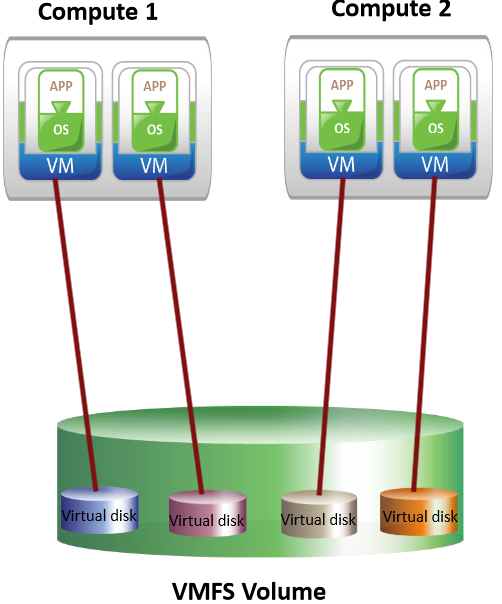 Compute 1
Compute 2
APP
APP
APP
APP
OS
OS
OS
OS
VM
VM
VM
VM
Virtual disk
Virtual disk
Virtual disk
Virtual disk
VMFS Volume